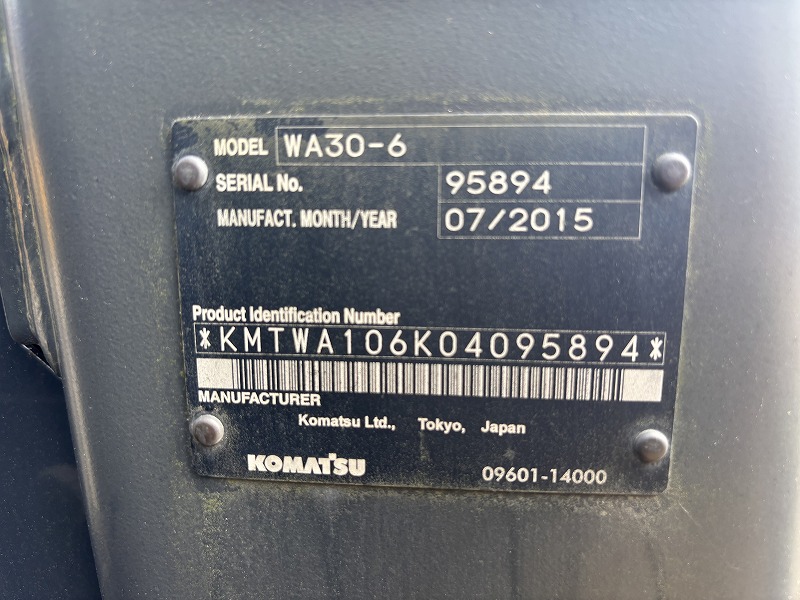 MODEL WA30-6
SERIAL No. 95894
MANUFACT. MONTH/YEAR 07/2015
Product Identification Number
*KMTWA106K04095894*
MANUFACTURER
Komatsu Ltd., Tokyo, Japan
KOMATSU 09601-14000